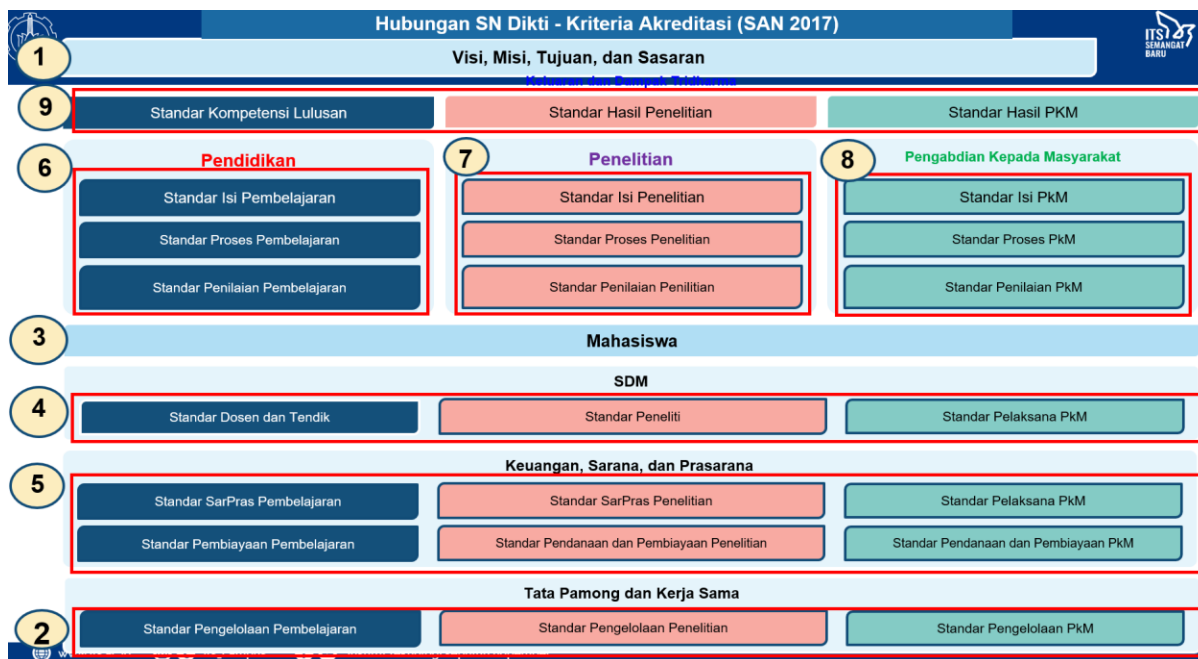 Hubungan SN Dikti - Kriteria Akreditasi (SAN 2017)
ITS
SEMANGAT
BARU
1
Visi, Misi, Tujuan, dan Sasaran
Keluaran dan Dampak Tridharma
9
Standar Kompetensi Lulusan
Standar Hasil Penelitian
Standar Hasil PKM
6
Pendidikan
Standar Isi Pembelajaran
Standar Proses Pembelajaran
Standar Penilaian Pembelajaran
7
Penelitian
Standar Isi Penelitian
Standar Proses Penelitian
Standar Penilaian Penilitian
8
Pengabdian Kepada Masyarakat
Standar Isi PkM
Standar Proses PkM
Standar Penilaian PkM
3
Mahasiswa
SDM
4
Standar Dosen dan Tendik
Standar Peneliti
Standar Pelaksana PkM
5
Keuangan, Sarana, dan Prasarana
Standar SarPras Pembelajaran
Standar SarPras Penelitian
Standar Pelaksana PkM
Standar Pembiayaan Pembelajaran
Standar Pendanaan dan Pembiayaan Penelitian
Standar Pendanaan dan Pembiayaan PkM
Tata Pamong dan Kerja Sama
2
Standar Pengelolaan Pembelajaran
Standar Pengelolaan Penelitian
Standar Pengelolaan PkM